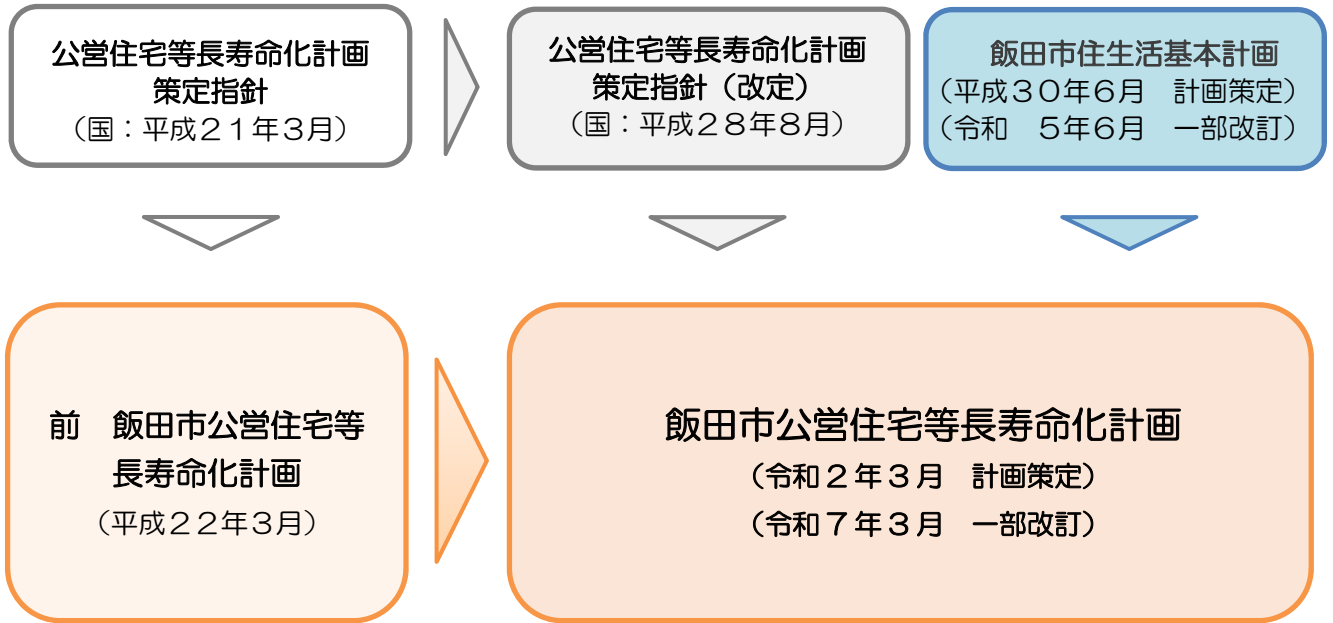 公営住宅等長寿命化計画
策定指針
（国：平成２１年３月）
公営住宅等長寿命化計画
策定指針（改定）
（国：平成２８年８月）
飯田市住生活基本計画
（平成３０年６月　計画策定）
（令和　５年６月　一部改訂）
前　飯田市公営住宅等
長寿命化計画
（平成２２年３月）
飯田市公営住宅等長寿命化計画
（令和２年３月　計画策定）
（令和７年３月　一部改訂）